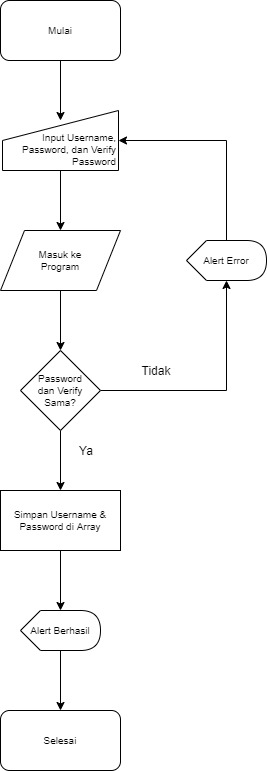 Mulai
Input Username,
Password, dan Verify
Password
Masuk ke
Program
Alert Error
Password
dan Verify
Sama?
Tidak
Ya
Simpan Username &
Password di Array
Alert Berhasil
Selesai